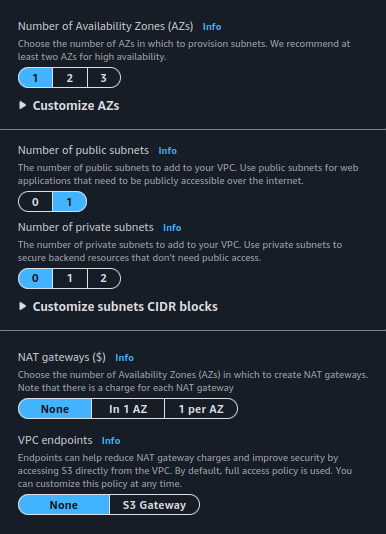 Number of Availability Zones (AZs) Info
Choose the number of AZs in which to provision subnets. We recommend at
least two AZs for high availability.
1 2 3
Customize AZs
Number of public subnets Info
The number of public subnets to add to your VPC. Use public subnets for web
applications that need to be publicly accessible over the internet.
0 1
Number of private subnets Info
The number of private subnets to add to your VPC. Use private subnets to
secure backend resources that don't need public access.
0 1 2
Customize subnets CIDR blocks
NAT gateways ($) Info
Choose the number of Availability Zones (AZs) in which to create NAT gateways.
Note that there is a charge for each NAT gateway
None In 1 AZ 1 per AZ
VPC endpoints Info
Endpoints can help reduce NAT gateway charges and improve security by
accessing S3 directly from the VPC. By default, full access policy is used. You
can customize this policy at any time.
None S3 Gateway